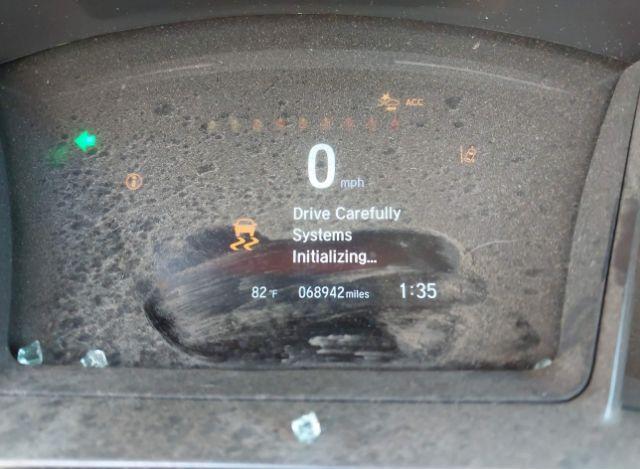 ACC
0 mph
Drive Carefully
Systems
Initializing...
82°F 068942 miles 1:35